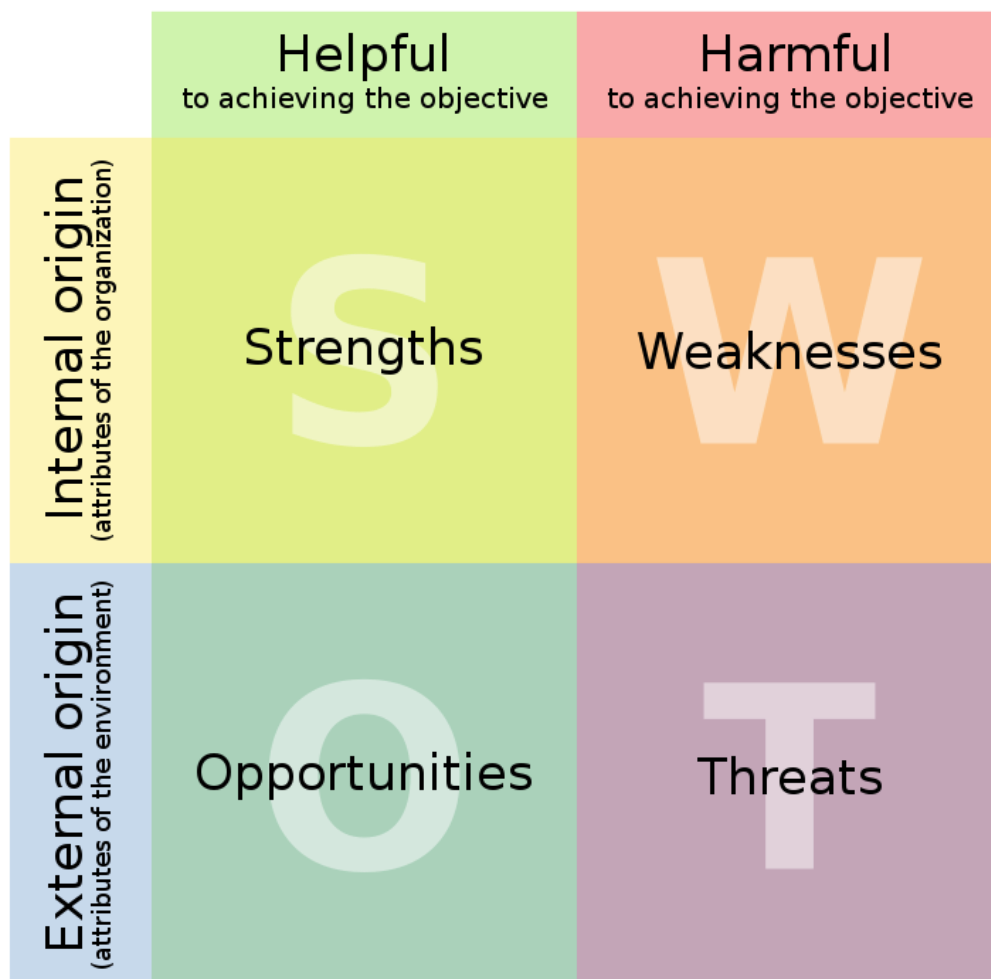 Helpful
to achieving the objective
Harmful
to achieving the objective
Internal origin
(attributes of the organization)
S
Strengths
W
Weaknesses
External origin
(attributes of the environment)
O
Opportunities
T
Threats